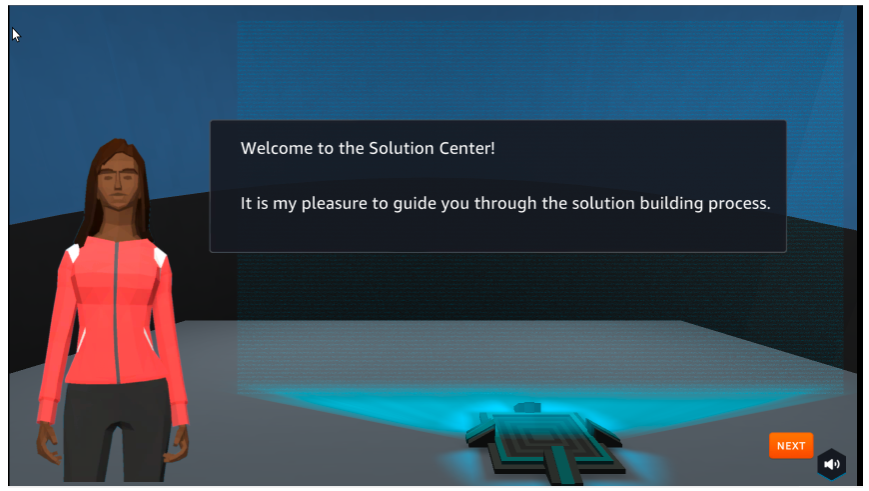 Welcome to the Solution Center!
It is my pleasure to guide you through the solution building process.
NEXT